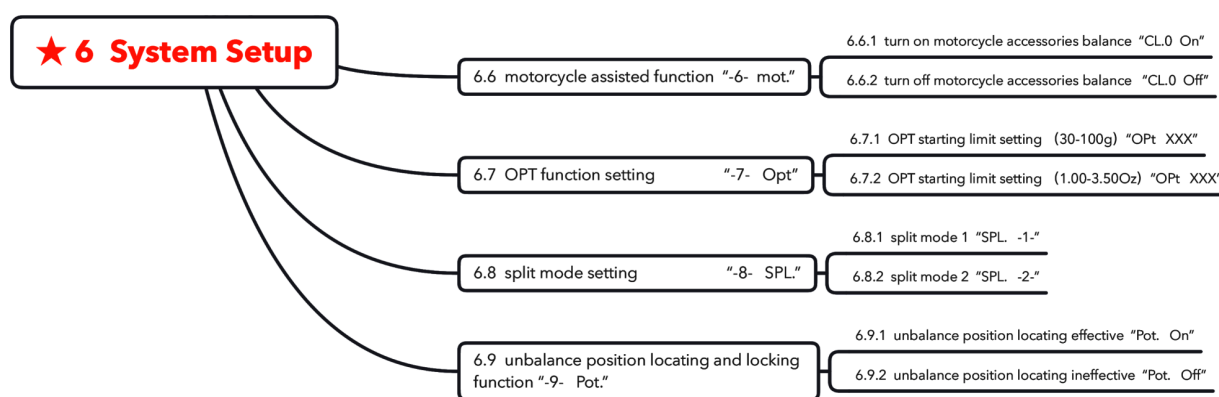 ★ 6 System Setup
6.6 motorcycle assisted function “-6- mot.”
6.6.1 turn on motorcycle accessories balance “CL.0 On”
6.6.2 turn off motorcycle accessories balance “CL.0 Off”
6.7 OPT function setting “-7- Opt”
6.7.1 OPT starting limit setting (30-100g) “OPt XXX”
6.7.2 OPT starting limit setting (1.00-3.50Oz) “OPt XXX”
6.8 split mode setting “-8- SPL.”
6.8.1 split mode 1 “SPL. -1-”
6.8.2 split mode 2 “SPL. -2-”
6.9 unbalance position locating and locking
function “-9- Pot.”
6.9.1 unbalance position locating effective “Pot. On”
6.9.2 unbalance position locating ineffective “Pot. Off”